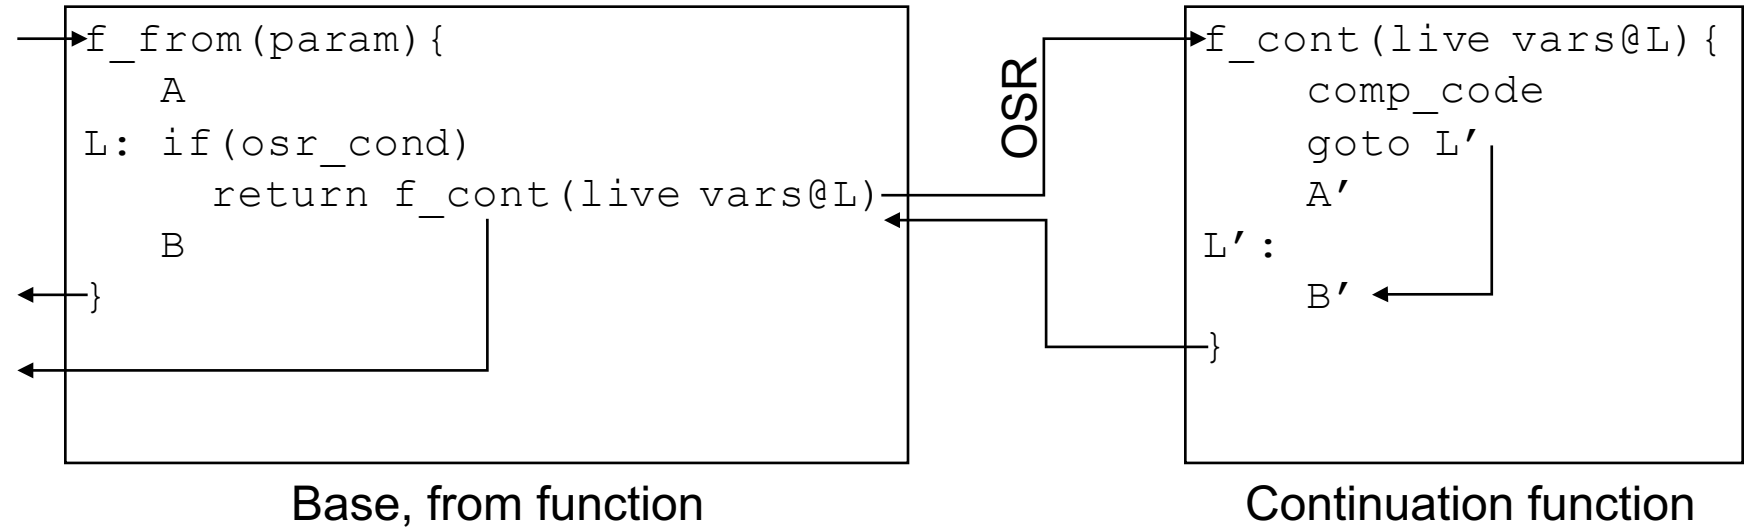 f_from(param){
A
L: if(osr_cond)
return f_cont(live vars@L)
B
}
Base, from function
OSR
f_cont(live vars@L){
comp_code
goto L′
A′
L′:
B′
}
Continuation function